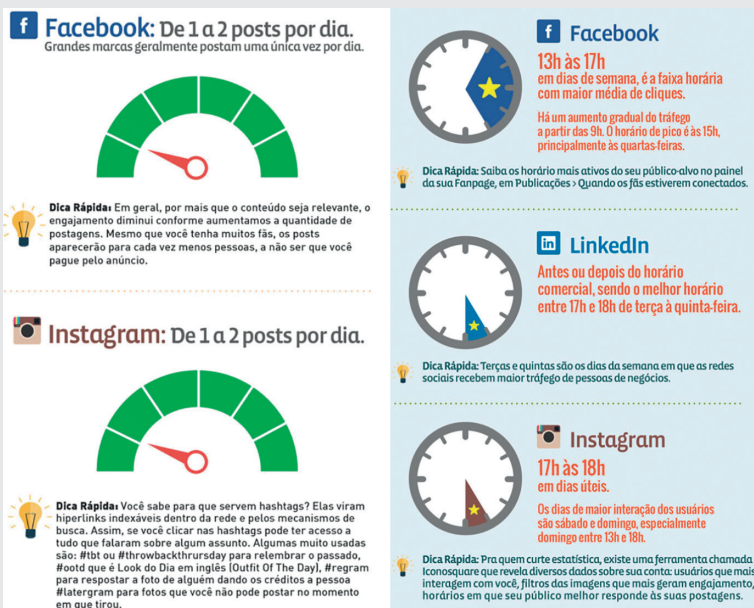 Facebook: De 1 a 2 posts por dia.
Grandes marcas geralmente postam uma única vez por dia.
Dica Rápida: Em geral, por mais que o conteúdo seja relevante, o
engajamento diminui conforme aumentamos a quantidade de
postagens. Mesmo que você tenha muitos fãs, os posts
aparecerão para cada vez menos pessoas, a não ser que você
pague pelo anúncio.
Instagram: De 1 a 2 posts por dia.
Dica Rápida: Você sabe para que servem hashtags? Elas viram
hiperlinks indexáveis dentro da rede e pelos mecanismos de
busca. Assim, se você clicar nas hashtags pode ter acesso a
tudo que falaram sobre algum assunto. Algumas muito usadas
são: #tbt ou #throwbackthrursday para relembrar o passado,
#ootd que é Look do Dia em inglês (Outfit Of The Day), #regram
para respostar a foto de alguém dando os créditos a pessoa
#latergram para fotos que você não pode postar no momento
em que tirou.
f Facebook
13h às 17h
em dias de semana, é a faixa horária
com maior média de cliques.
Há um aumento gradual do tráfego
a partir das 9h. O horário de pico é às 15h,
principalmente às quartas-feiras.
Dica Rápida: Saiba os horário mais ativos do seu público-alvo no painel
da sua Fanpage, em Publicações > Quando os fãs estiverem conectados.
in LinkedIn
Antes ou depois do horário
comercial, sendo o melhor horário
entre 17h e 18h de terça à quinta-feira.
Dica Rápida: Terças e quintas são os dias da semana em que as redes
sociais recebem maior tráfego de pessoas de negócios.
Instagram
17h às 18h
em dias úteis.
Os dias de maior interação dos usuários
são sábado e domingo, especialmente
domingo entre 13h e 18h.
Dica Rápida: Pra quem curte estatística, existe uma ferramenta chamada
Iconosquare que revela diversos dados sobre sua conta: usuários que mais
interagem com você, filtros das imagens que mais geram engajamento,
horários em que seu público melhor responde às suas postagens.